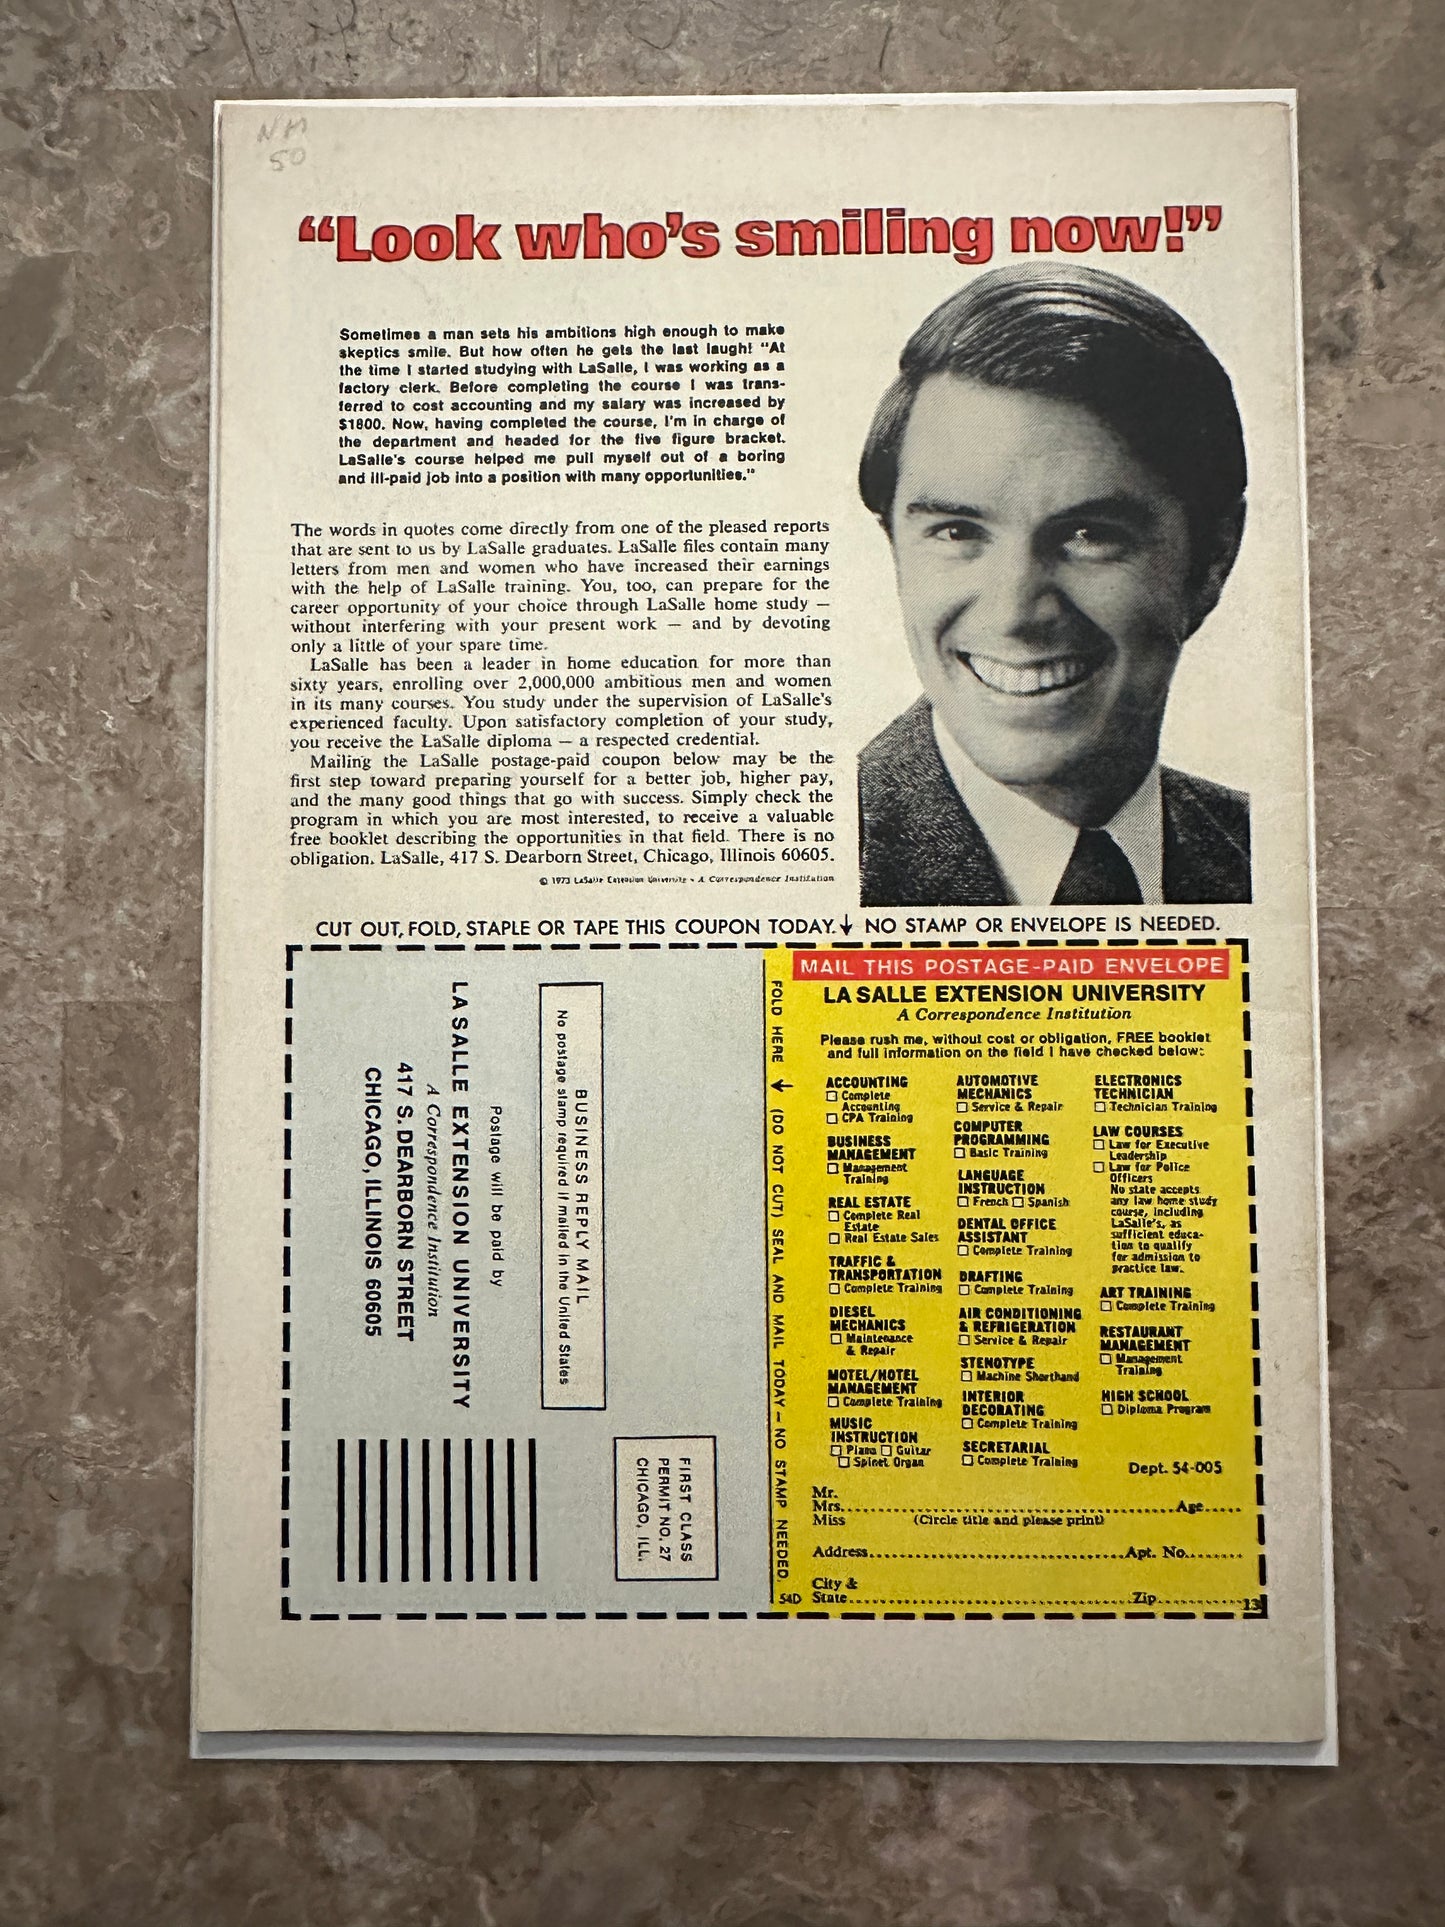 NM
50
“Look who's smiling now!”
Sometimes a man sets his ambitions high enough to make
skeptics smile. But how often he gets the last laugh! "At
the time I started studying with LaSalle, I was working as a
factory clerk. Before completing the course I was trans-
ferred to cost accounting and my salary was increased by
$1800. Now, having completed the course, I'm in charge of
the department and headed for the five figure bracket.
LaSalle's course helped me pull myself out of a boring
and ill-paid job into a position with many opportunities."
The words in quotes come directly from one of the pleased reports
that are sent to us by LaSalle graduates. LaSalle files contain many
letters from men and women who have increased their earnings
with the help of LaSalle training. You, too, can prepare for the
career opportunity of your choice through LaSalle home study —
without interfering with your present work — and by devoting
only a little of your spare time.
LaSalle has been a leader in home education for more than
sixty years, enrolling over 2,000,000 ambitious men and women
in its many courses. You study under the supervision of LaSalle's
experienced faculty. Upon satisfactory completion of your study,
you receive the LaSalle diploma — a respected credential.
Mailing the LaSalle postage-paid coupon below may be the
first step toward preparing yourself for a better job, higher pay,
and the many good things that go with success. Simply check the
program in which you are most interested, to receive a valuable
free booklet describing the opportunities in that field. There is no
obligation. LaSalle, 417 S. Dearborn Street, Chicago, Illinois 60605.
© 1973 LaSalle Extension University • A Correspondence Institution
CUT OUT, FOLD, STAPLE OR TAPE THIS COUPON TODAY. ↓ NO STAMP OR ENVELOPE IS NEEDED.
FIRST CLASS
PERMIT NO. 27
CHICAGO, ILL.
BUSINESS REPLY MAIL
No postage stamp required if mailed in the United States
Postage will be paid by
LA SALLE EXTENSION UNIVERSITY
A Correspondence Institution
417 S. DEARBORN STREET
CHICAGO, ILLINOIS 60605
FOLD HERE ↓ (DO NOT CUT) SEAL AND MAIL TODAY — NO STAMP NEEDED.
54D
MAIL THIS POSTAGE-PAID ENVELOPE
LA SALLE EXTENSION UNIVERSITY
A Correspondence Institution
Please rush me, without cost or obligation, FREE booklet
and full information on the field I have checked below:
ACCOUNTING
☐ Complete
Accounting
☐ CPA Training
BUSINESS
MANAGEMENT
☐ Management
Training
REAL ESTATE
☐ Complete Real
Estate
☐ Real Estate Sales
TRAFFIC &
TRANSPORTATION
☐ Complete Training
DIESEL
MECHANICS
☐ Maintenance
& Repair
MOTEL/HOTEL
MANAGEMENT
☐ Complete Training
MUSIC
INSTRUCTION
☐ Piano ☐ Guitar
☐ Spinet Organ
AUTOMOTIVE
MECHANICS
☐ Service & Repair
COMPUTER
PROGRAMMING
☐ Basic Training
LANGUAGE
INSTRUCTION
☐ French ☐ Spanish
DENTAL OFFICE
ASSISTANT
☐ Complete Training
DRAFTING
☐ Complete Training
AIR CONDITIONING
& REFRIGERATION
☐ Service & Repair
STENOTYPE
☐ Machine Shorthand
INTERIOR
DECORATING
☐ Complete Training
SECRETARIAL
☐ Complete Training
ELECTRONICS
TECHNICIAN
☐ Technician Training
LAW COURSES
☐ Law for Executive
Leadership
☐ Law for Police
Officers
No state accepts
any law home study
course, including
LaSalle's, as
sufficient educa-
tion to qualify
for admission to
practice law.
ART TRAINING
☐ Complete Training
RESTAURANT
MANAGEMENT
☐ Management
Training
HIGH SCHOOL
☐ Diploma Program
Dept. 54-005
Mr.
Mrs. Age
Miss (Circle title and please print)
Address Apt. No.
City &
State Zip
13